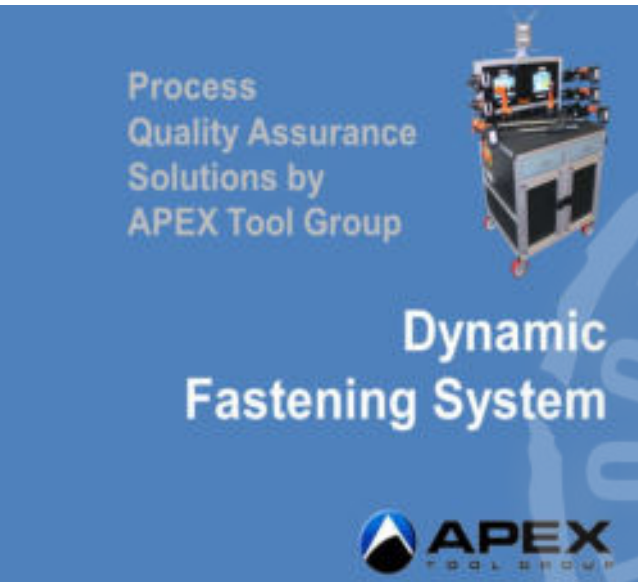 Process
Quality Assurance
Solutions by
APEX Tool Group
Dynamic
Fastening System
APEX
TOOL GROUP